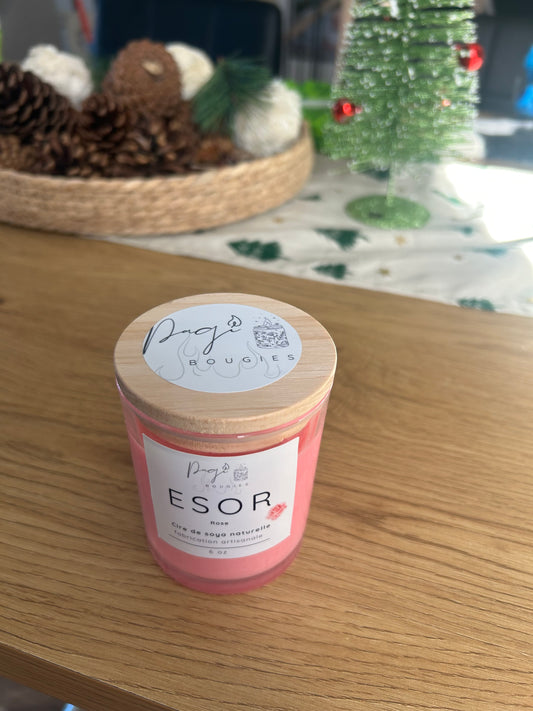 Pagi
BOUGIES
Pagi
BOUGIES
ESOR
Rose
Cire de soya naturelle
fabrication artisanale
6 oz